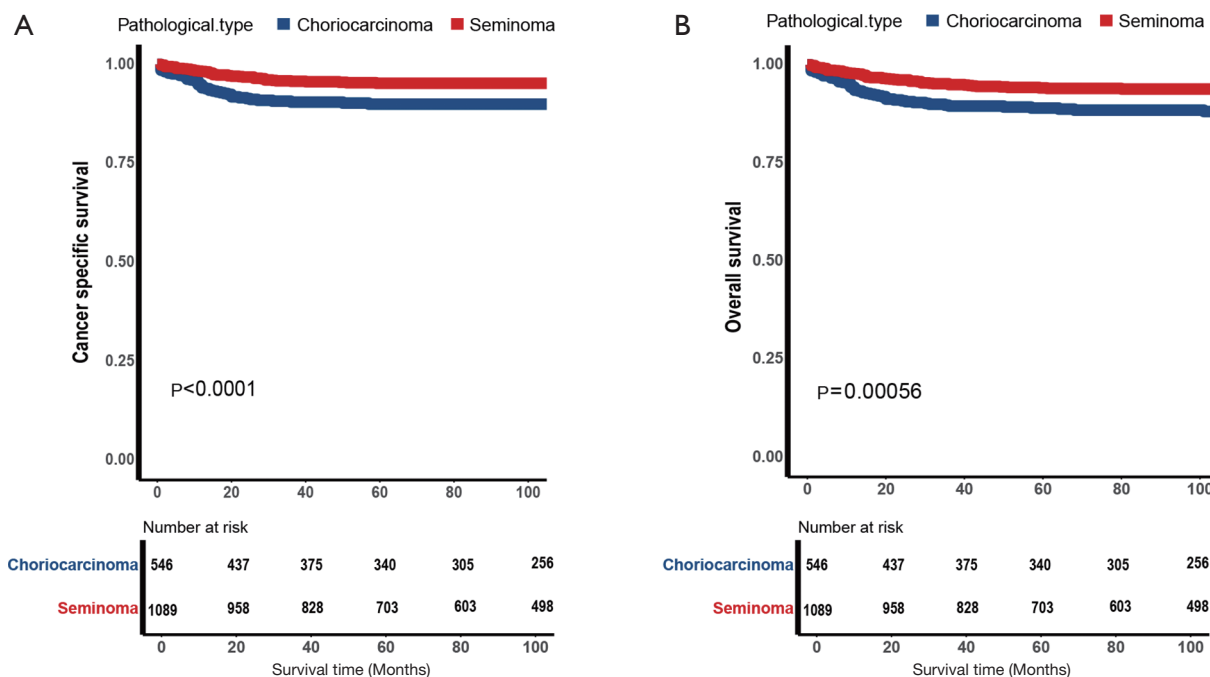 A
Pathological.type Choriocarcinoma Seminoma
1.00
0.75
0.50
0.25
0.00
Cancer specific survival
P<0.0001
0 20 40 60 80 100
Number at risk
Choriocarcinoma 546 437 375 340 305 256
Seminoma 1089 958 828 703 603 498
0 20 40 60 80 100
Survival time (Months)
B
Pathological.type Choriocarcinoma Seminoma
1.00
0.75
0.50
0.25
0.00
Overall survival
P=0.00056
0 20 40 60 80 100
Number at risk
Choriocarcinoma 546 437 375 340 305 256
Seminoma 1089 958 828 703 603 498
0 20 40 60 80 100
Survival time (Months)